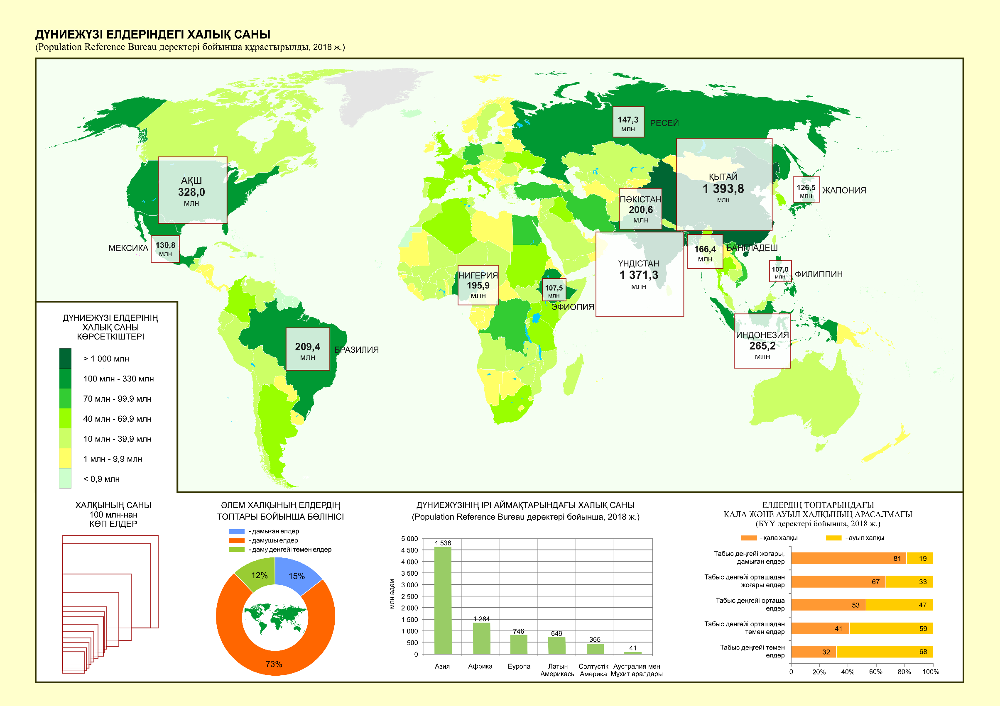 ДҮНИЕЖҮЗІ ЕЛДЕРІНДЕГІ ХАЛЫҚ САНЫ
(Population Reference Bureau деректері бойынша құрастырылды, 2018 ж.)
147,3
млн
РЕСЕЙ
АҚШ
328,0
млн
ҚЫТАЙ
1 393,8
млн
126,5
млн
ЖАПОНИЯ
ПӘКІСТАН
200,6
млн
МЕКСИКА
130,8
млн
166,4
млн
БАНГЛАДЕШ
ҮНДІСТАН
1 371,3
млн
107,0
млн
ФИЛИППИН
НИГЕРИЯ
195,9
млн
107,5
млн
ЭФИОПИЯ
209,4
млн
БРАЗИЛИЯ
ИНДОНЕЗИЯ
265,2
млн
ДҮНИЕЖҮЗІ ЕЛДЕРІНІҢ
ХАЛЫҚ САНЫ
КӨРСЕТКІШТЕРІ
> 1 000 млн
100 млн - 330 млн
70 млн - 99,9 млн
40 млн - 69,9 млн
10 млн - 39,9 млн
1 млн - 9,9 млн
< 0,9 млн
ХАЛҚЫНЫҢ САНЫ
100 млн-нан
КӨП ЕЛДЕР
ӘЛЕМ ХАЛҚЫНЫҢ ЕЛДЕРДІҢ
ТОПТАРЫ БОЙЫНША БӨЛІНІСІ
- дамыған елдер
- дамушы елдер
- даму деңгейі төмен елдер
12%
15%
73%
ДҮНИЕЖҮЗІНІҢ ІРІ АЙМАҚТАРЫНДАҒЫ ХАЛЫҚ САНЫ
(Population Reference Bureau деректері бойынша, 2018 ж.)
млн адам
5 000
4 500
4 000
3 500
3 000
2 500
2 000
1 500
1 000
500
0
4 536
1 284
746
649
365
41
Азия
Африка
Еуропа
Латын
Америкасы
Солтүстік
Америка
Аустралия мен
Мұхит аралдары
ЕЛДЕРДІҢ ТОПТАРЫНДАҒЫ
ҚАЛА ЖӘНЕ АУЫЛ ХАЛҚЫНЫҢ АРАСАЛМАҒЫ
(БҰҰ деректері бойынша, 2018 ж.)
- қала халқы
- ауыл халқы
Табыс деңгейі жоғары,
дамыған елдер
81 19
Табыс деңгейі орташадан
жоғары елдер
67 33
Табыс деңгейі орташа
елдер
53 47
Табыс деңгейі орташадан
төмен елдер
41 59
Табыс деңгейі төмен
елдер
32 68
0 20% 40% 60% 80% 100%